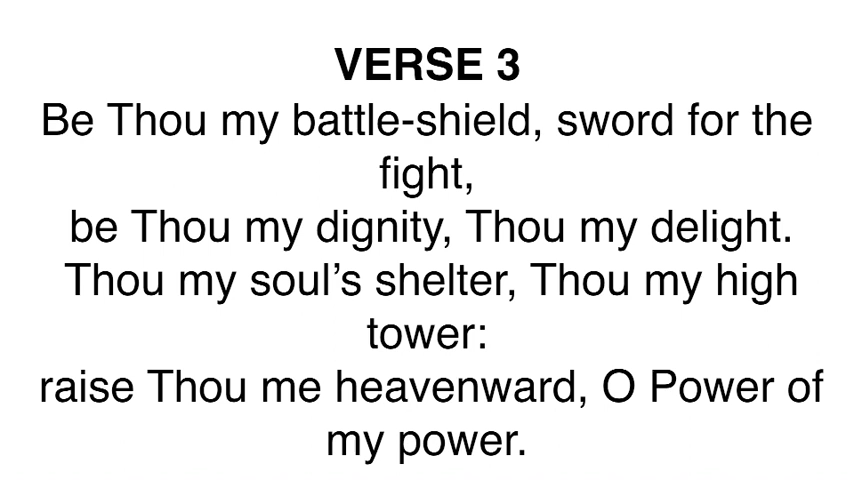 VERSE 3
Be Thou my battle-shield, sword for the
fight,
be Thou my dignity, Thou my delight.
Thou my soul’s shelter, Thou my high
tower:
raise Thou me heavenward, O Power of
my power.